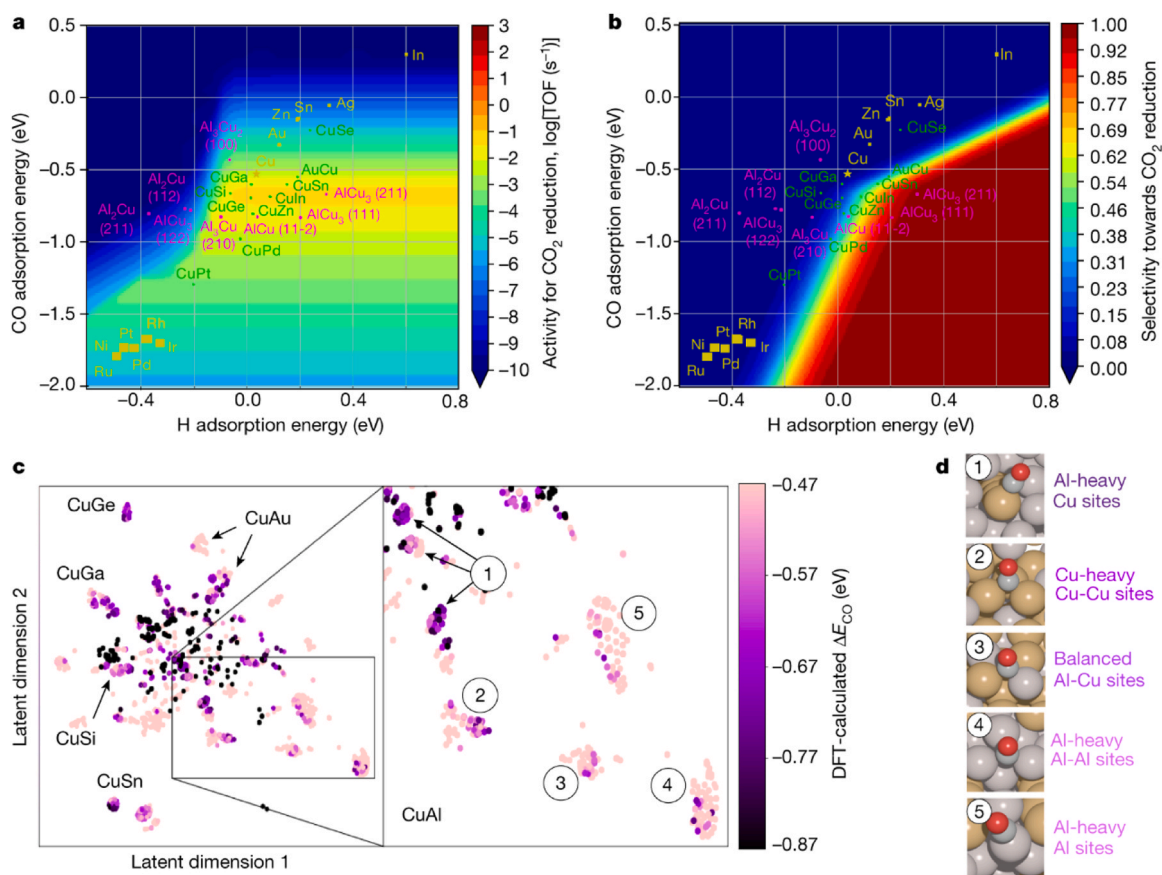 a
0.5
0.0
−0.5
−1.0
−1.5
−2.0
CO adsorption energy (eV)
−0.4
0
0.4
0.8
H adsorption energy (eV)
In
Ag
Sn
Zn
CuSe
Au
Al₃Cu₂
(100)
Cu
CuGa
AuCu
CuSn
Al₂Cu
(112)
CuSi
CuIn
AlCu₃ (211)
CuGe
Al₂Cu
(211)
CuZn
AlCu₃ (111)
AlCu
(122)
Al₃Cu
(210)
AlCu (11-2)
CuPd
CuPt
Rh
Pt
Ni
Ir
Ru
Pd
3
2
1
0
−1
−2
−3
−4
−5
−6
−7
−8
−9
−10
Activity for CO₂ reduction, log[TOF (s⁻¹)]
b
0.5
0.0
−0.5
−1.0
−1.5
−2.0
CO adsorption energy (eV)
−0.4
0
0.4
0.8
H adsorption energy (eV)
In
Ag
Sn
Zn
CuSe
Au
Al₃Cu₂
(100)
Cu
CuGa
AuCu
CuSn
Al₂Cu
(112)
CuSi
CuIn
AlCu₃ (211)
CuGe
Al₂Cu
(211)
CuZn
AlCu₃ (111)
AlCu₃
(122)
Al₃Cu
(210)
AlCu (11-2)
CuPd
CuPt
Rh
Pt
Ni
Ir
Ru
Pd
1.00
0.92
0.84
0.77
0.69
0.61
0.53
0.45
0.38
0.31
0.23
0.15
0.08
0.00
Selectivity towards CO₂ reduction
c
CuGe
CuAu
CuGa
CuSi
CuSn
CuAl
1
2
3
4
5
Latent dimension 2
Latent dimension 1
−0.47
−0.57
−0.67
−0.77
−0.87
DFT-calculated ΔE_CO (eV)
d
1
Al-heavy
Cu sites
2
Cu-heavy
Cu-Cu sites
3
Balanced
Al-Cu sites
4
Al-heavy
Al-Al sites
5
Al-heavy
Al sites